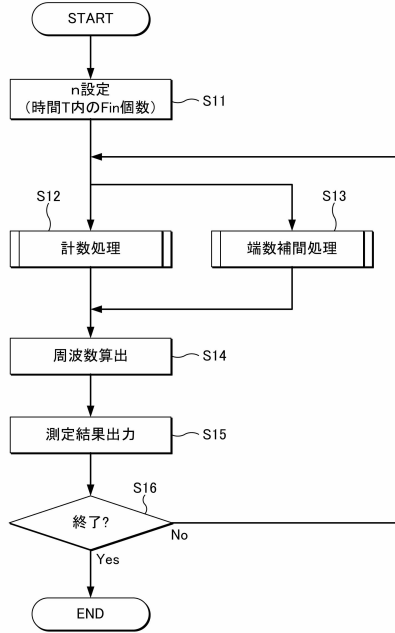 START
n設定
(時間T内のFin個数)
S11
S12
S13
計数処理
端数補間処理
周波数算出
S14
測定結果出力
S15
S16
終了?
No
Yes
END